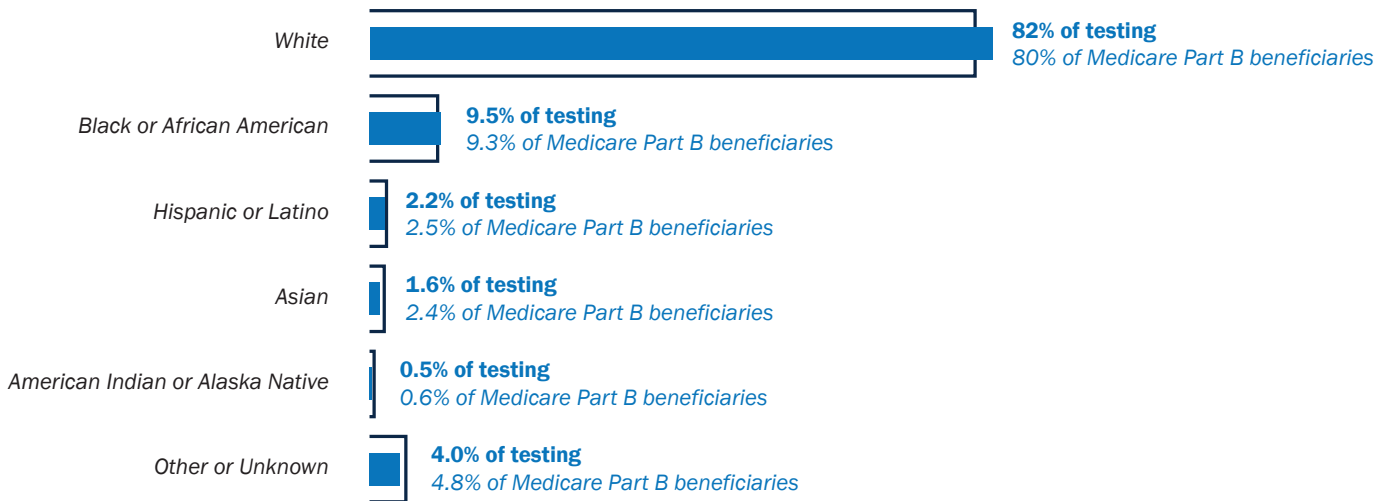 White
82% of testing
80% of Medicare Part B beneficiaries
Black or African American
9.5% of testing
9.3% of Medicare Part B beneficiaries
Hispanic or Latino
2.2% of testing
2.5% of Medicare Part B beneficiaries
Asian
1.6% of testing
2.4% of Medicare Part B beneficiaries
American Indian or Alaska Native
0.5% of testing
0.6% of Medicare Part B beneficiaries
Other or Unknown
4.0% of testing
4.8% of Medicare Part B beneficiaries